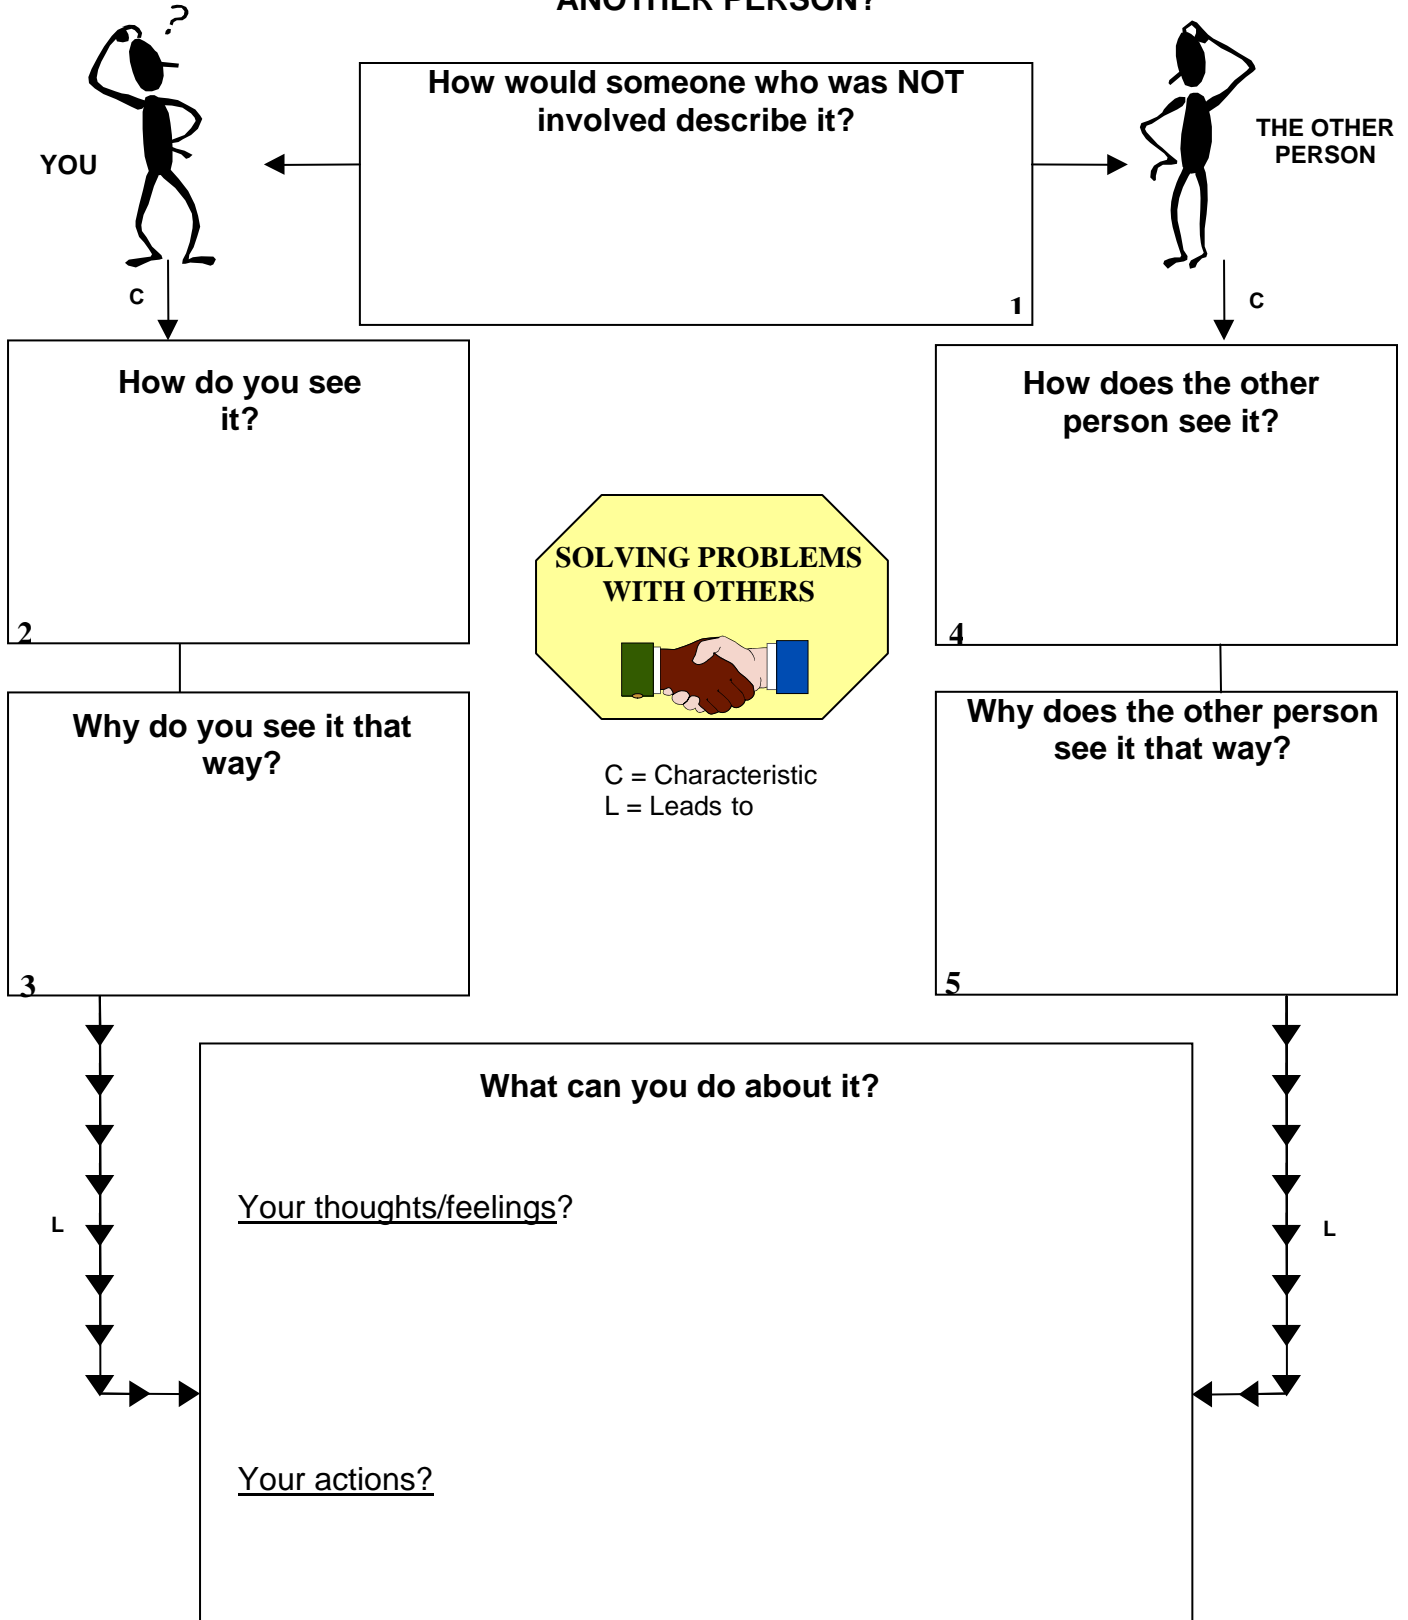 ANOTHER PERSON?
?
How would someone who was NOT
involved describe it?
YOU
THE OTHER
PERSON
1
C
C
How do you see
it?
2
How does the other
person see it?
4
SOLVING PROBLEMS
WITH OTHERS
C = Characteristic
L = Leads to
Why do you see it that
way?
3
Why does the other person
see it that way?
5
What can you do about it?
Your thoughts/feelings?
L
L
Your actions?